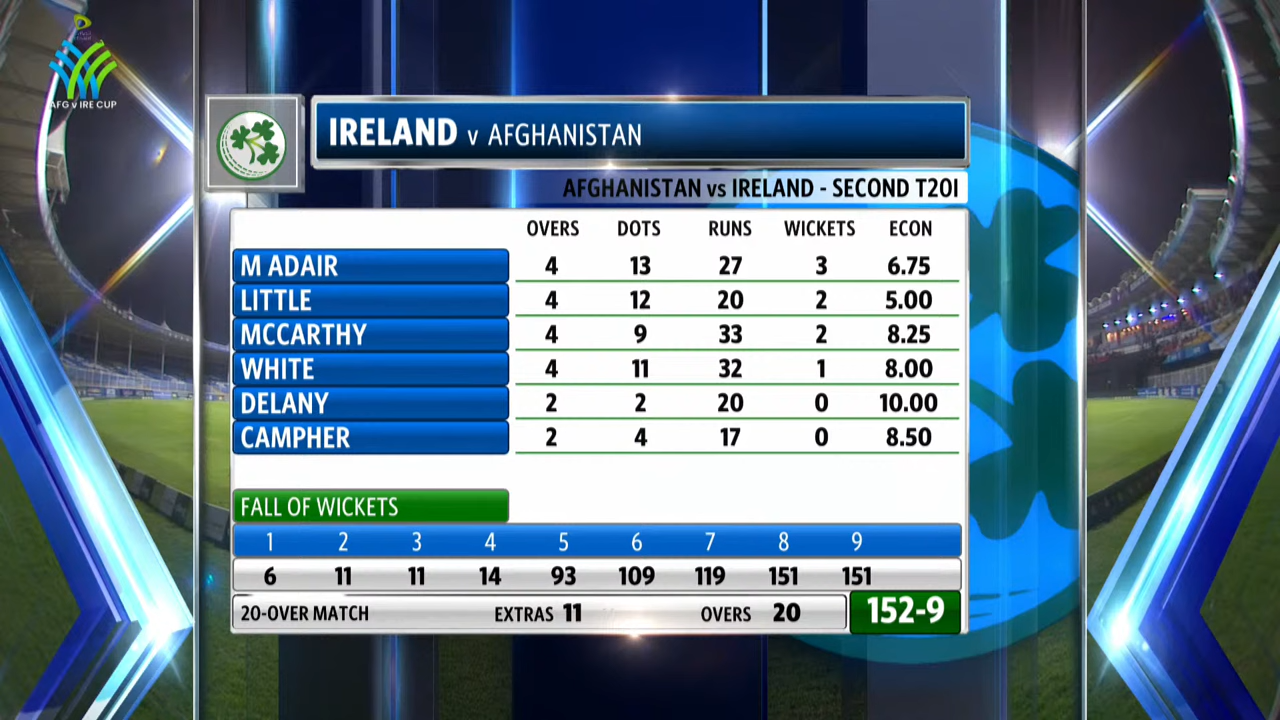 AFG v IRE CUP
IRELAND v AFGHANISTAN
AFGHANISTAN vs IRELAND - SECOND T20I
OVERS DOTS RUNS WICKETS ECON
M ADAIR 4 13 27 3 6.75
LITTLE 4 12 20 2 5.00
MCCARTHY 4 9 33 2 8.25
WHITE 4 11 32 1 8.00
DELANY 2 2 20 0 10.00
CAMPHER 2 4 17 0 8.50
FALL OF WICKETS
1 2 3 4 5 6 7 8 9
6 11 11 14 93 109 119 151 151
20-OVER MATCH EXTRAS 11 OVERS 20 152-9